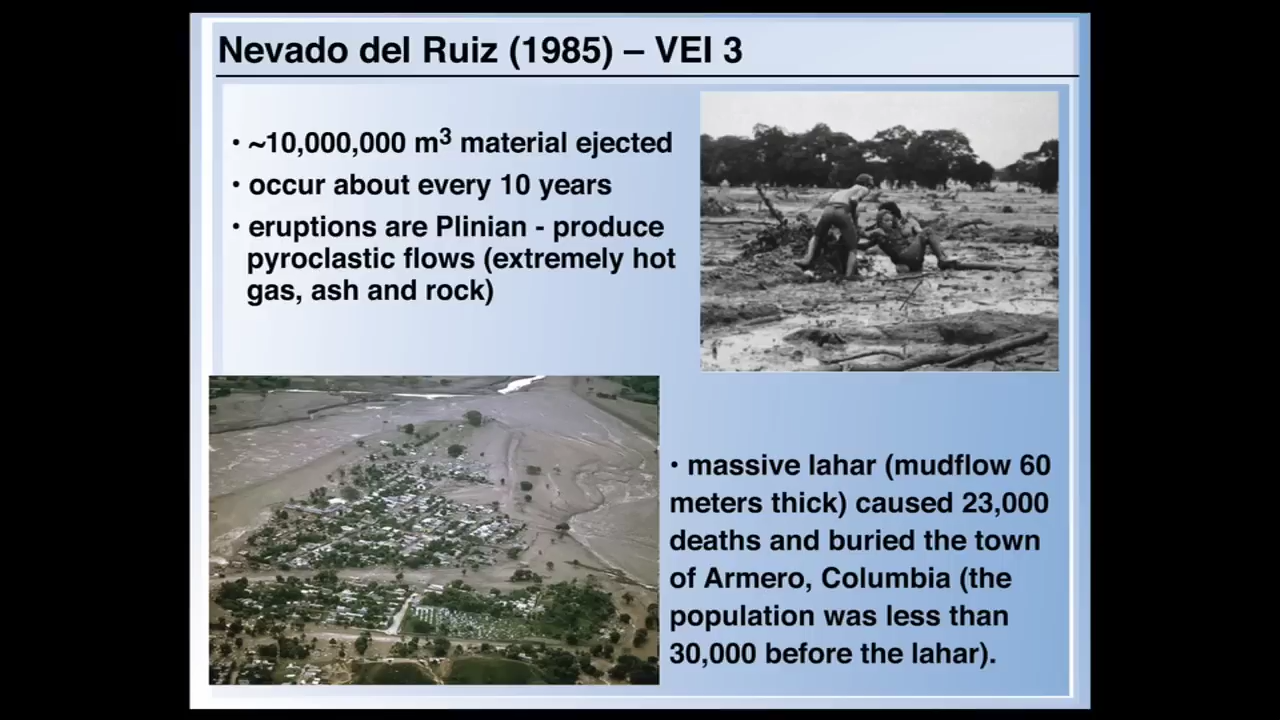 Nevado del Ruiz (1985) – VEI 3
• ~10,000,000 m³ material ejected
• occur about every 10 years
• eruptions are Plinian - produce
pyroclastic flows (extremely hot
gas, ash and rock)
• massive lahar (mudflow 60
meters thick) caused 23,000
deaths and buried the town
of Armero, Columbia (the
population was less than
30,000 before the lahar).